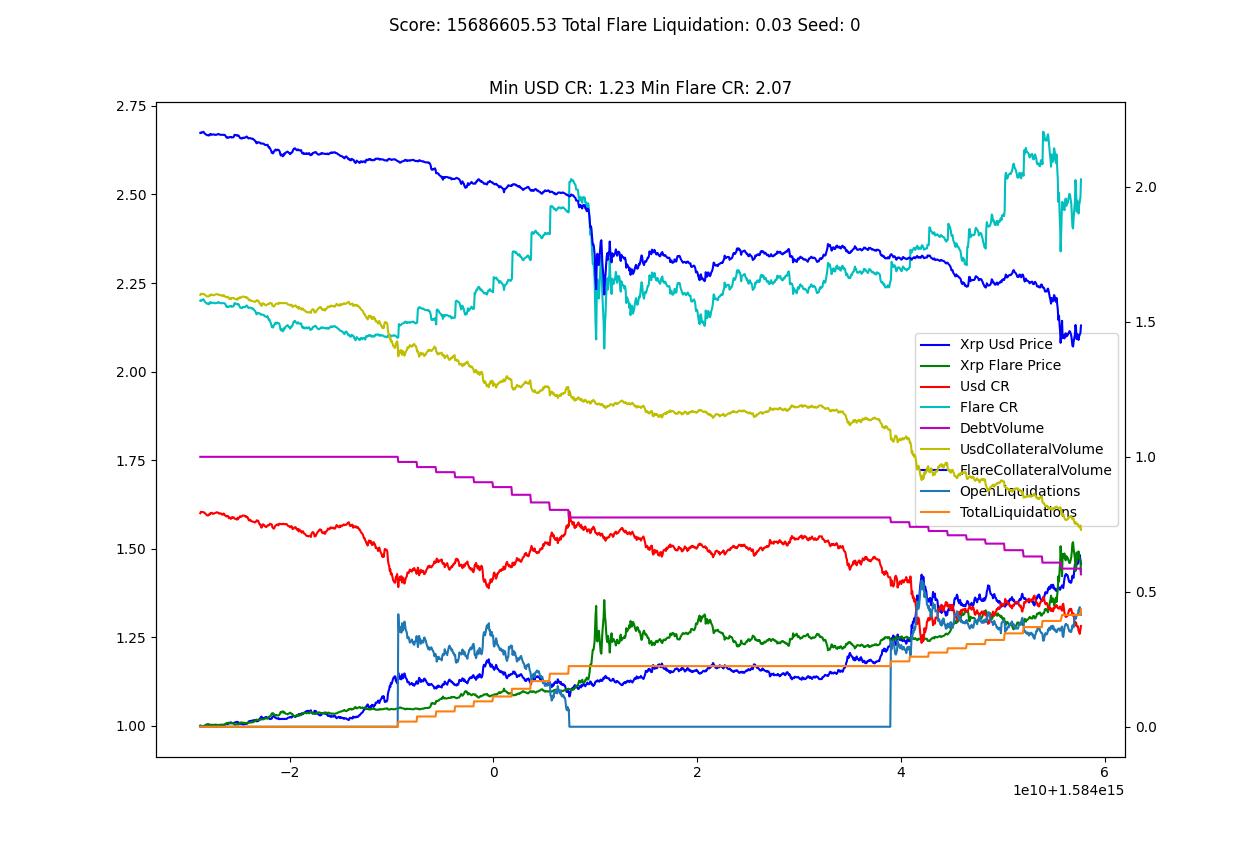 Score: 15686605.53 Total Flare Liquidation: 0.03 Seed: 0
Min USD CR: 1.23 Min Flare CR: 2.07
2.75
2.50
2.25
2.00
1.75
1.50
1.25
1.00
2.0
1.5
1.0
0.5
0.0
Xrp Usd Price
Xrp Flare Price
Usd CR
Flare CR
DebtVolume
UsdCollateralVolume
FlareCollateralVolume
OpenLiquidations
TotalLiquidations
−2
0
2
4
6
1e10+1.584e15